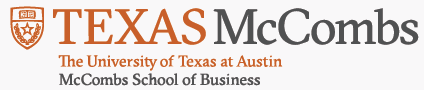 TEXAS McCombs
The University of Texas at Austin
McCombs School of Business